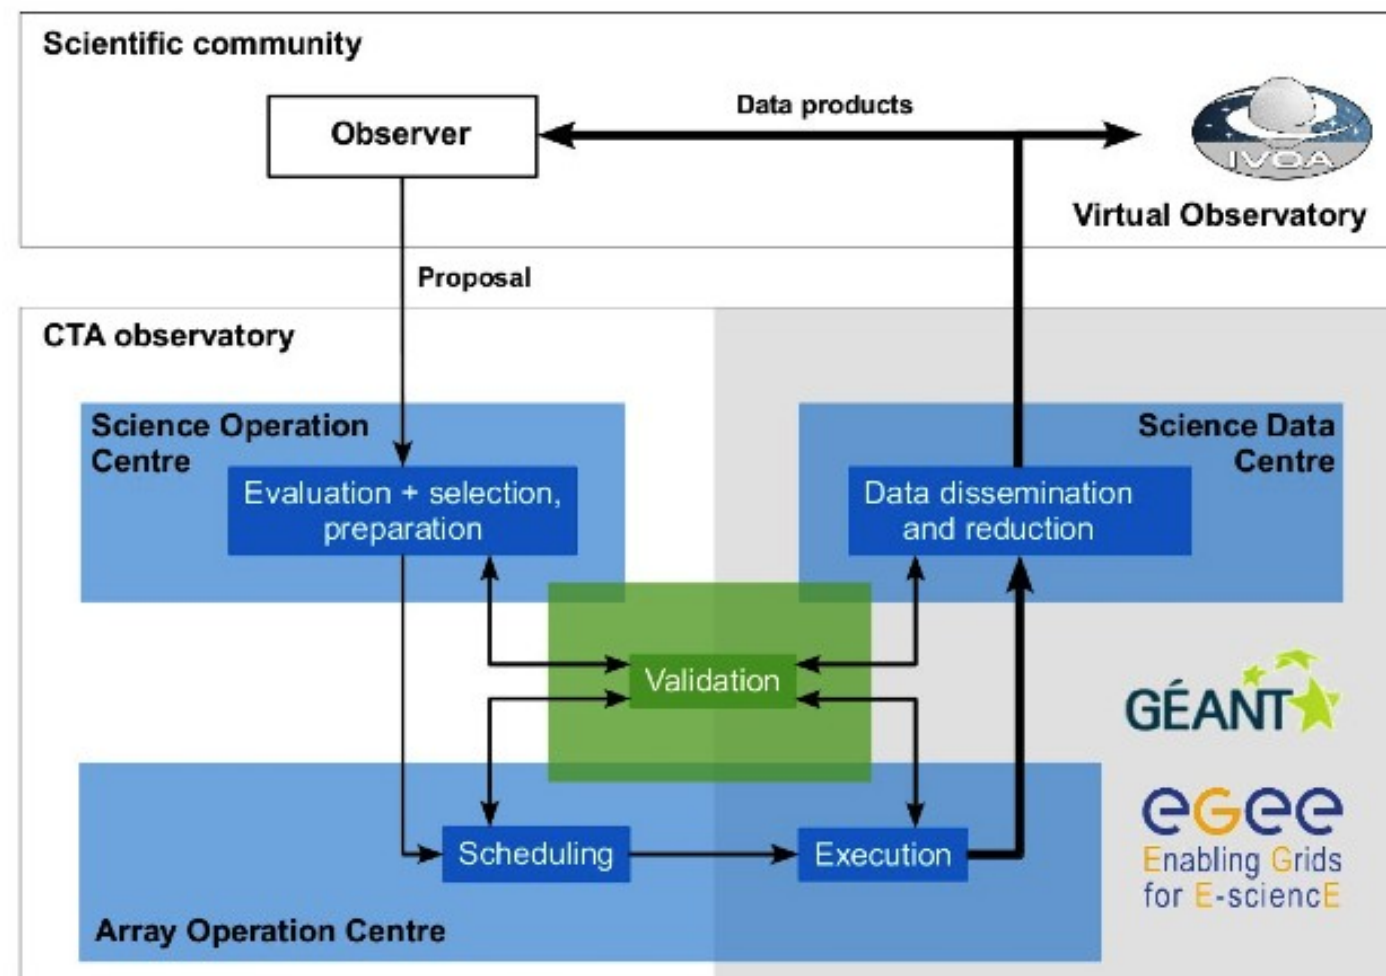 Scientific community
Observer
Data products
IVOA
Virtual Observatory
Proposal
CTA observatory
Science Operation
Centre
Evaluation + selection,
preparation
Science Data
Centre
Data dissemination
and reduction
Validation
GÉANT
eGee
Enabling Grids
for E-sciencE
Scheduling
Execution
Array Operation Centre